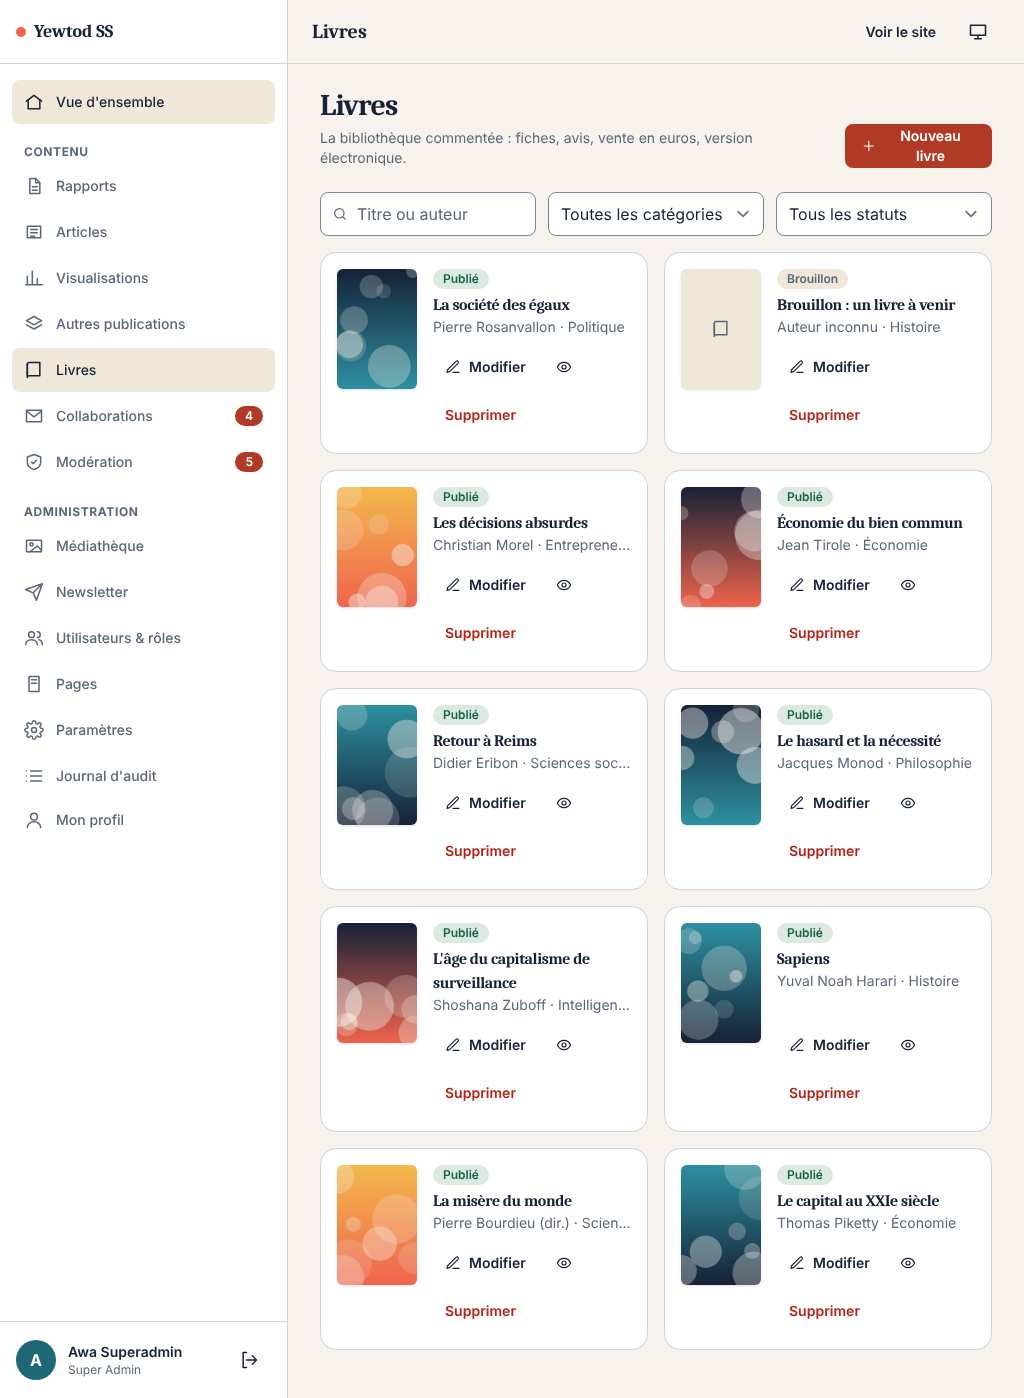 Yewtod SS
Livres
Voir le site
Vue d'ensemble
CONTENU
Rapports
Articles
Visualisations
Autres publications
Livres
Collaborations
4
Modération
5
ADMINISTRATION
Médiathèque
Newsletter
Utilisateurs & rôles
Pages
Paramètres
Journal d'audit
Mon profil
A
Awa Superadmin
Super Admin
Livres
La bibliothèque commentée : fiches, avis, vente en euros, version
électronique.
Nouveau
livre
Titre ou auteur
Toutes les catégories
Tous les statuts
Publié
La société des égaux
Pierre Rosanvallon · Politique
Modifier
Supprimer
Brouillon
Brouillon : un livre à venir
Auteur inconnu · Histoire
Modifier
Supprimer
Publié
Les décisions absurdes
Christian Morel · Entreprene...
Modifier
Supprimer
Publié
Économie du bien commun
Jean Tirole · Économie
Modifier
Supprimer
Publié
Retour à Reims
Didier Eribon · Sciences soc...
Modifier
Supprimer
Publié
Le hasard et la nécessité
Jacques Monod · Philosophie
Modifier
Supprimer
Publié
L'âge du capitalisme de
surveillance
Shoshana Zuboff · Intelligen...
Modifier
Supprimer
Publié
Sapiens
Yuval Noah Harari · Histoire
Modifier
Supprimer
Publié
La misère du monde
Pierre Bourdieu (dir.) · Scien...
Modifier
Supprimer
Publié
Le capital au XXIe siècle
Thomas Piketty · Économie
Modifier
Supprimer